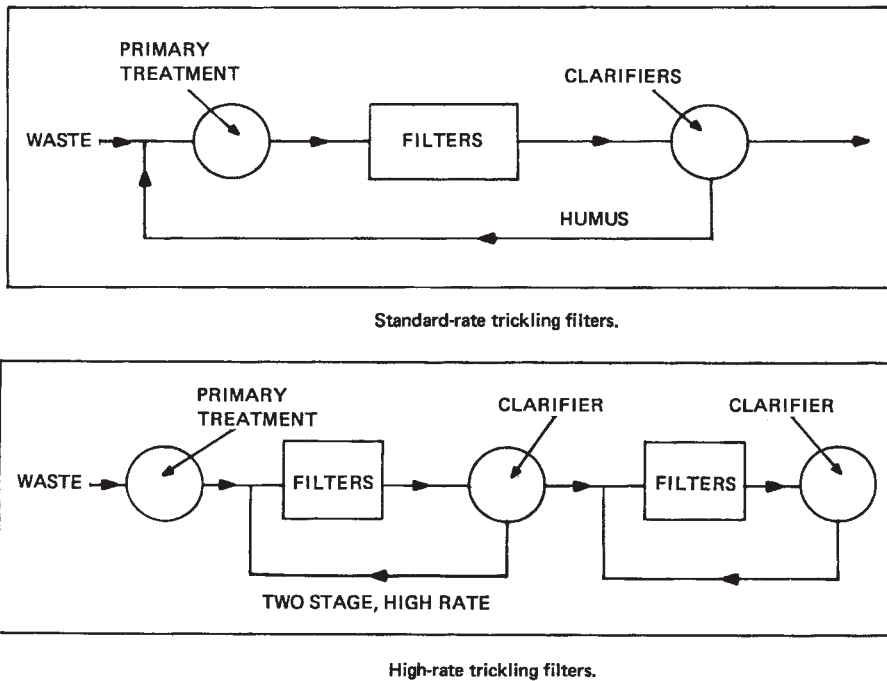 PRIMARY
TREATMENT
CLARIFIERS
WASTE
FILTERS
HUMUS
Standard-rate trickling filters.
PRIMARY
TREATMENT
CLARIFIER
CLARIFIER
WASTE
FILTERS
FILTERS
TWO STAGE, HIGH RATE
High-rate trickling filters.